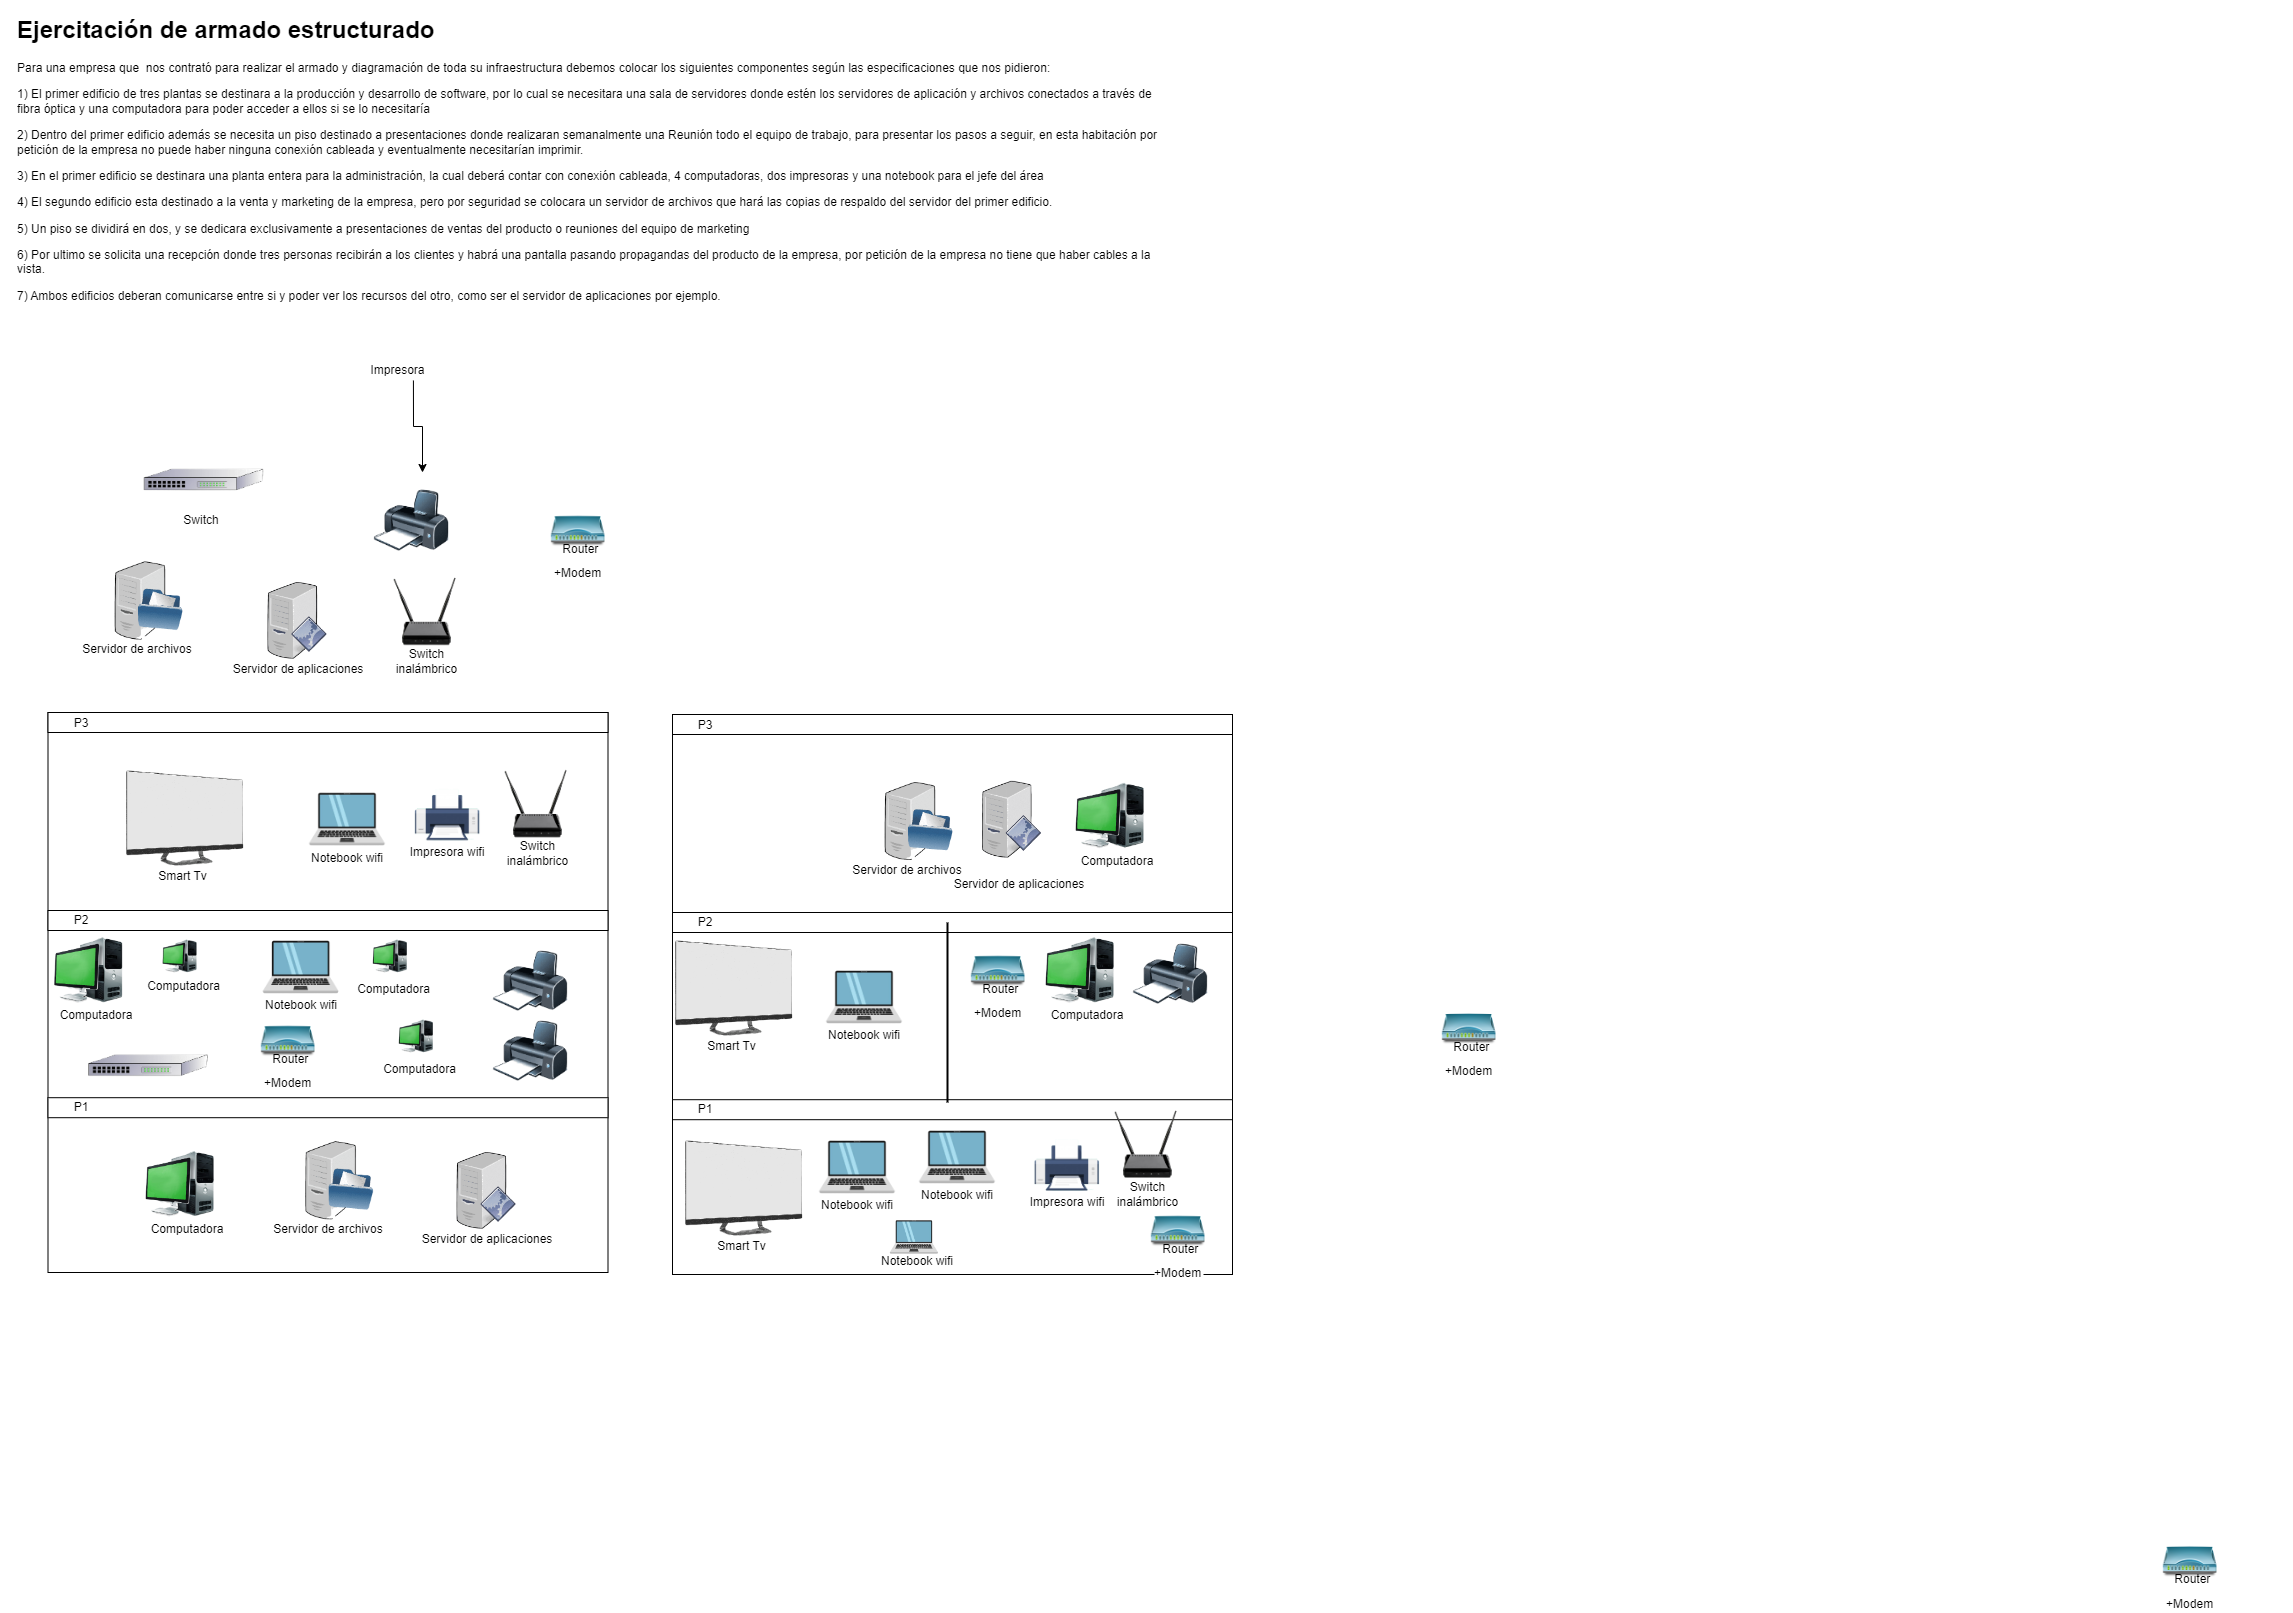 Ejercitación de armado estructurado
Para una empresa que  nos contrató para realizar el armado y diagramación de toda su infraestructura debemos colocar los siguientes componentes según las especificaciones que nos pidieron:
1) El primer edificio de tres plantas se destinara a la producción y desarrollo de software, por lo cual se necesitara una sala de servidores donde estén los servidores de aplicación y archivos conectados a través de
fibra óptica y una computadora para poder acceder a ellos si se lo necesitaría
2) Dentro del primer edificio además se necesita un piso destinado a presentaciones donde realizaran semanalmente una Reunión todo el equipo de trabajo, para presentar los pasos a seguir, en esta habitación por
petición de la empresa no puede haber ninguna conexión cableada y eventualmente necesitarían imprimir.
3) En el primer edificio se destinara una planta entera para la administración, la cual deberá contar con conexión cableada, 4 computadoras, dos impresoras y una notebook para el jefe del área
4) El segundo edificio esta destinado a la venta y marketing de la empresa, pero por seguridad se colocara un servidor de archivos que hará las copias de respaldo del servidor del primer edificio.
5) Un piso se dividirá en dos, y se dedicara exclusivamente a presentaciones de ventas del producto o reuniones del equipo de marketing
6) Por ultimo se solicita una recepción donde tres personas recibirán a los clientes y habrá una pantalla pasando propagandas del producto de la empresa, por petición de la empresa no tiene que haber cables a la
vista.
7) Ambos edificios deberan comunicarse entre si y poder ver los recursos del otro, como ser el servidor de aplicaciones por ejemplo.
Impresora
Switch
Router
+Modem
Servidor de archivos
Servidor de aplicaciones
Switch
inalámbrico
P3
Smart Tv
Notebook wifi
Impresora wifi
Switch
inalámbrico
P2
Computadora
Computadora
Notebook wifi
Computadora
Router
+Modem
Computadora
P1
Computadora
Servidor de archivos
Servidor de aplicaciones
P3
Servidor de archivos
Servidor de aplicaciones
Computadora
P2
Smart Tv
Notebook wifi
Router
+Modem
Computadora
P1
Smart Tv
Notebook wifi
Notebook wifi
Notebook wifi
Impresora wifi
Switch
inalámbrico
Router
+Modem
Router
+Modem
Router
+Modem